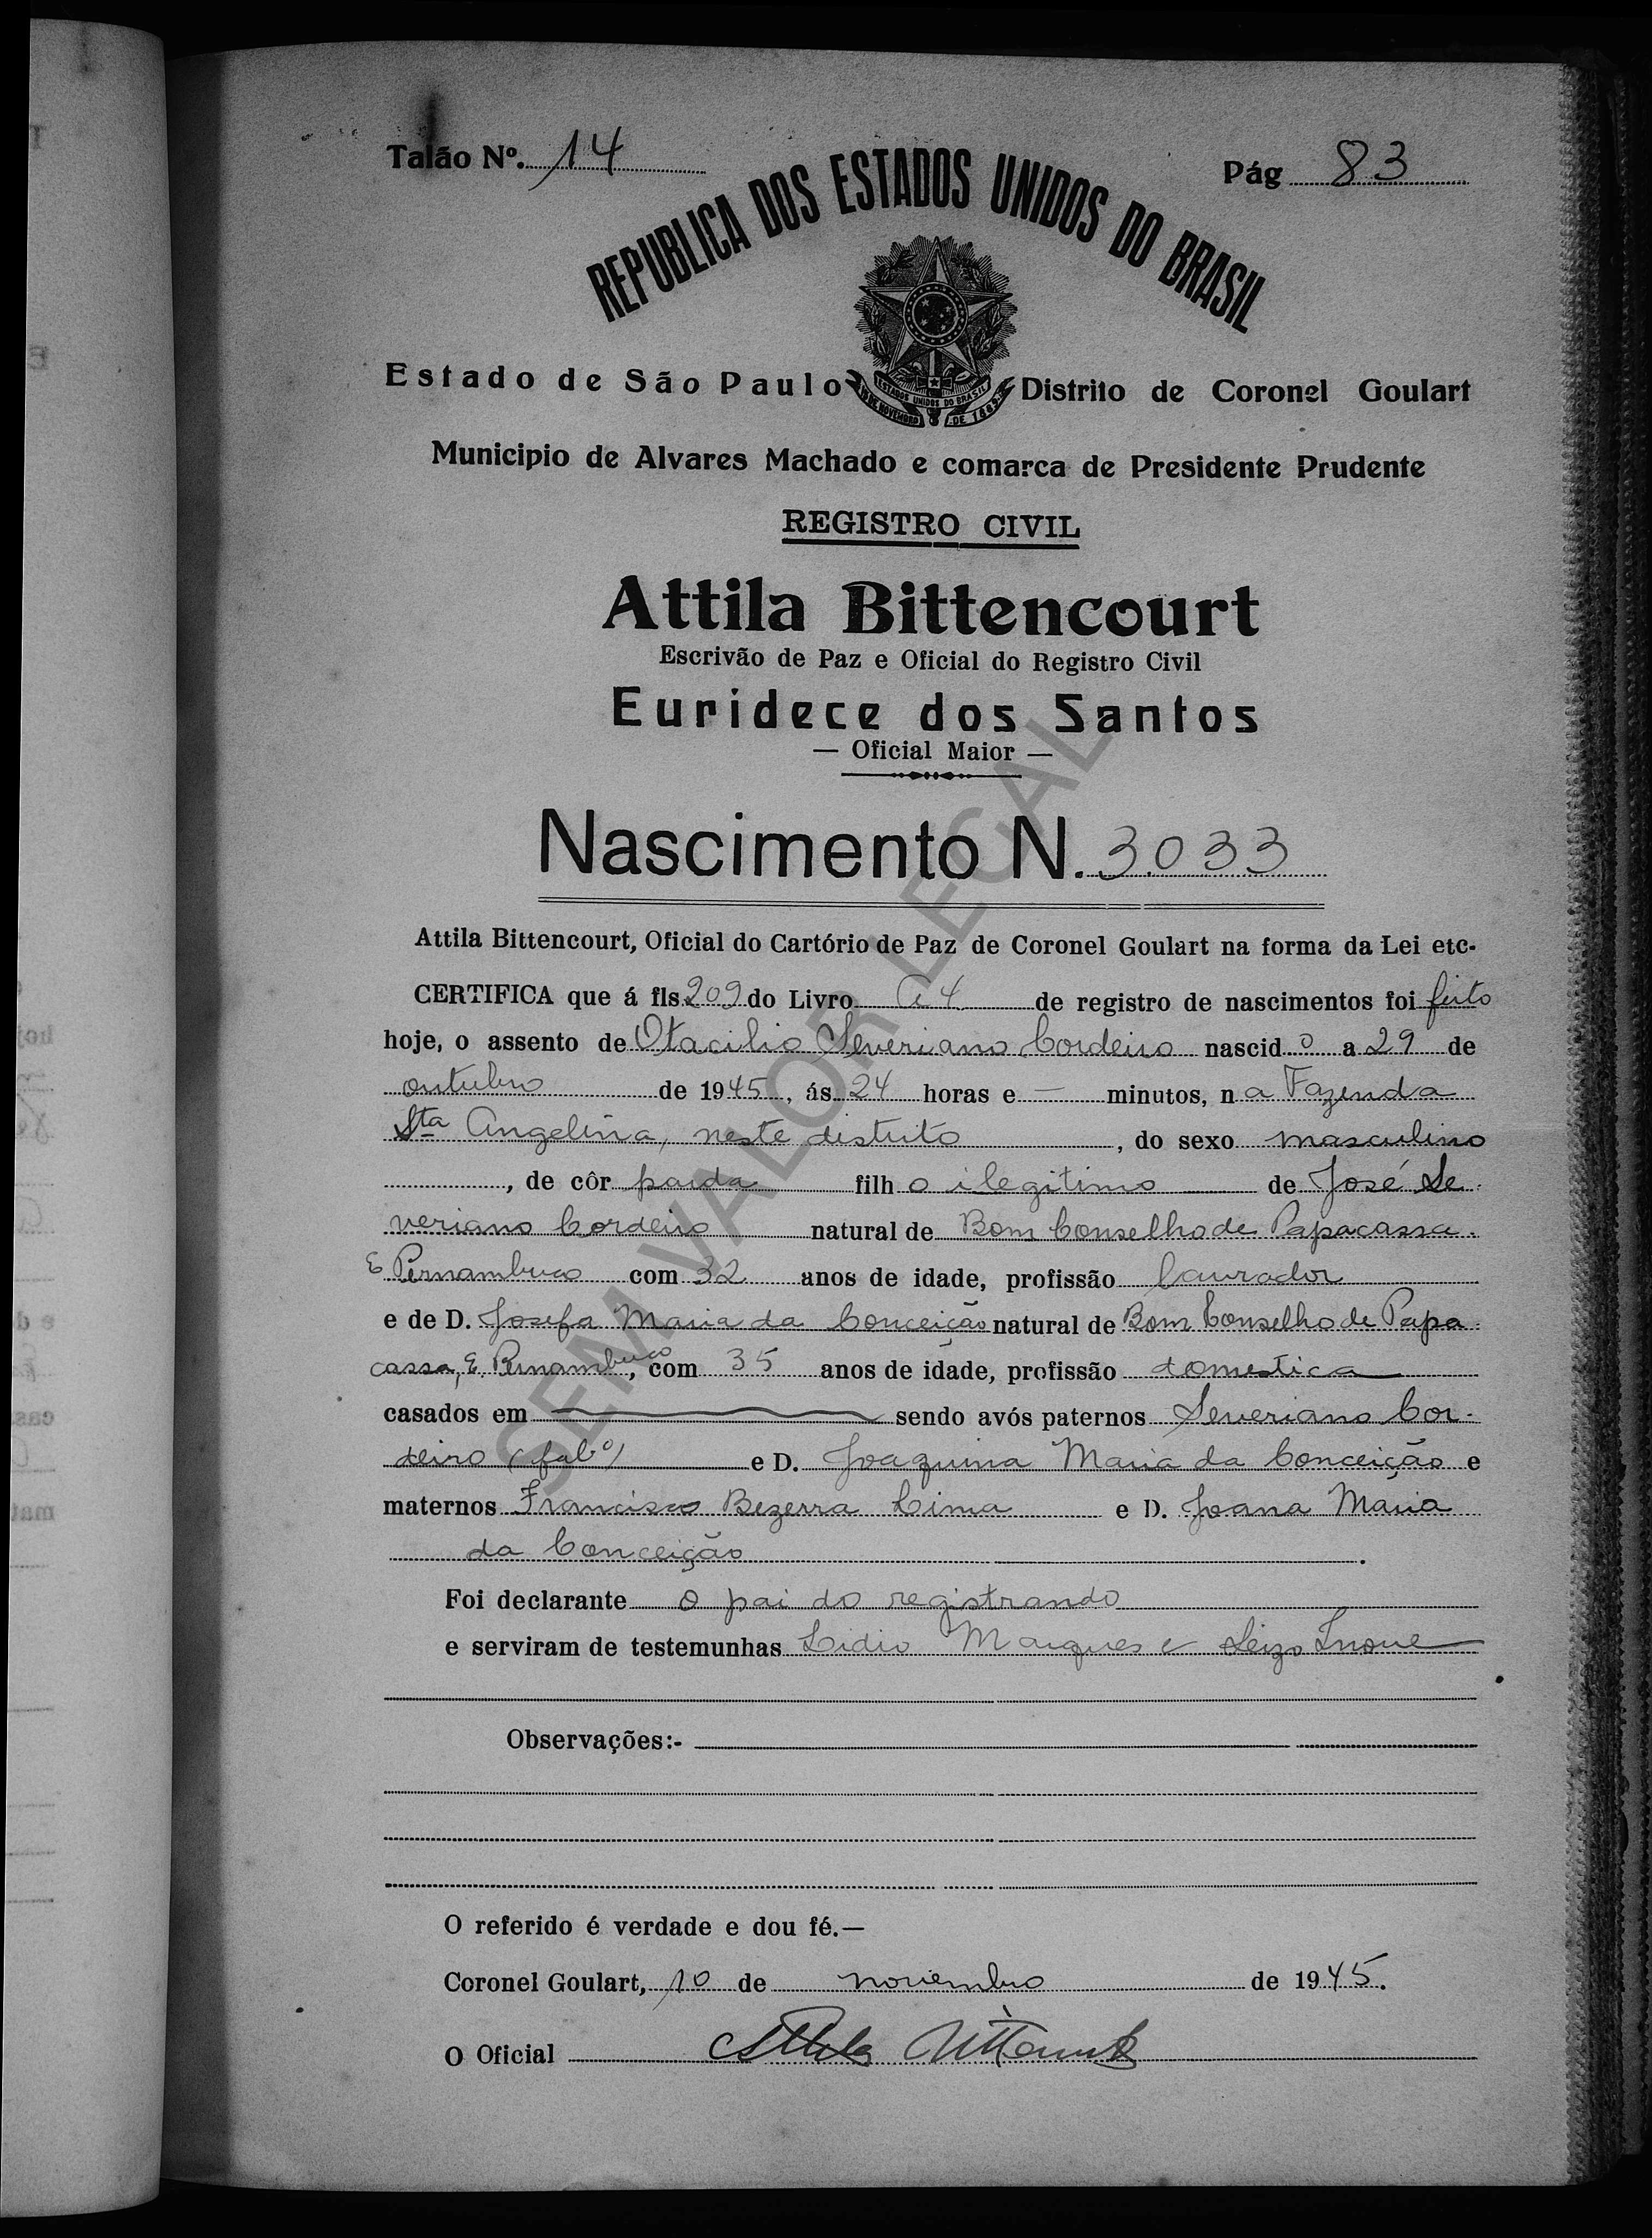 Talão Nº. 14
Pág 83
REPUBLICA DOS ESTADOS UNIDOS DO BRASIL
ESTADOS UNIDOS DO BRASIL
15 DE NOVEMBRO DE 1889
Estado de São Paulo Distrito de Coronel Goulart
Municipio de Alvares Machado e comarca de Presidente Prudente
REGISTRO CIVIL
Attila Bittencourt
Escrivão de Paz e Oficial do Registro Civil
Euridece dos Santos
— Oficial Maior —
Nascimento N. 3033
Attila Bittencourt, Oficial do Cartório de Paz de Coronel Goulart na forma da Lei etc.
CERTIFICA que á fls. 209 do Livro A 4 de registro de nascimentos foi feito
hoje, o assento de Otacilio Severiano Cordeiro nascid o a 29 de
outubro de 1945, ás 24 horas e — minutos, n a Fazenda
Sta Angelina, neste distrito, do sexo masculino
, de côr parda filh o ilegitimo de José Se
veriano Cordeiro natural de Bom Conselho de Papacassa.
E Pernambuco com 32 anos de idade, profissão lavrador
e de D. Josefa Maria da Conceição natural de Bom Conselho de Papa
cassa, E. Pernambuco, com 35 anos de idade, profissão domestica
casados em — sendo avós paternos Severiano Cor-
deiro (falº) e D. Joaquina Maria da Conceição e
maternos Francisco Bezerra Lima e D. Joana Maria
da Conceição.
Foi declarante o pai do registrando
e serviram de testemunhas Lidio Marques e Seizo Inoue
Observações:-
O referido é verdade e dou fé.—
Coronel Goulart, 10 de novembro de 1945.
O Oficial Attila Bittencourt
SEM VALOR LEGAL